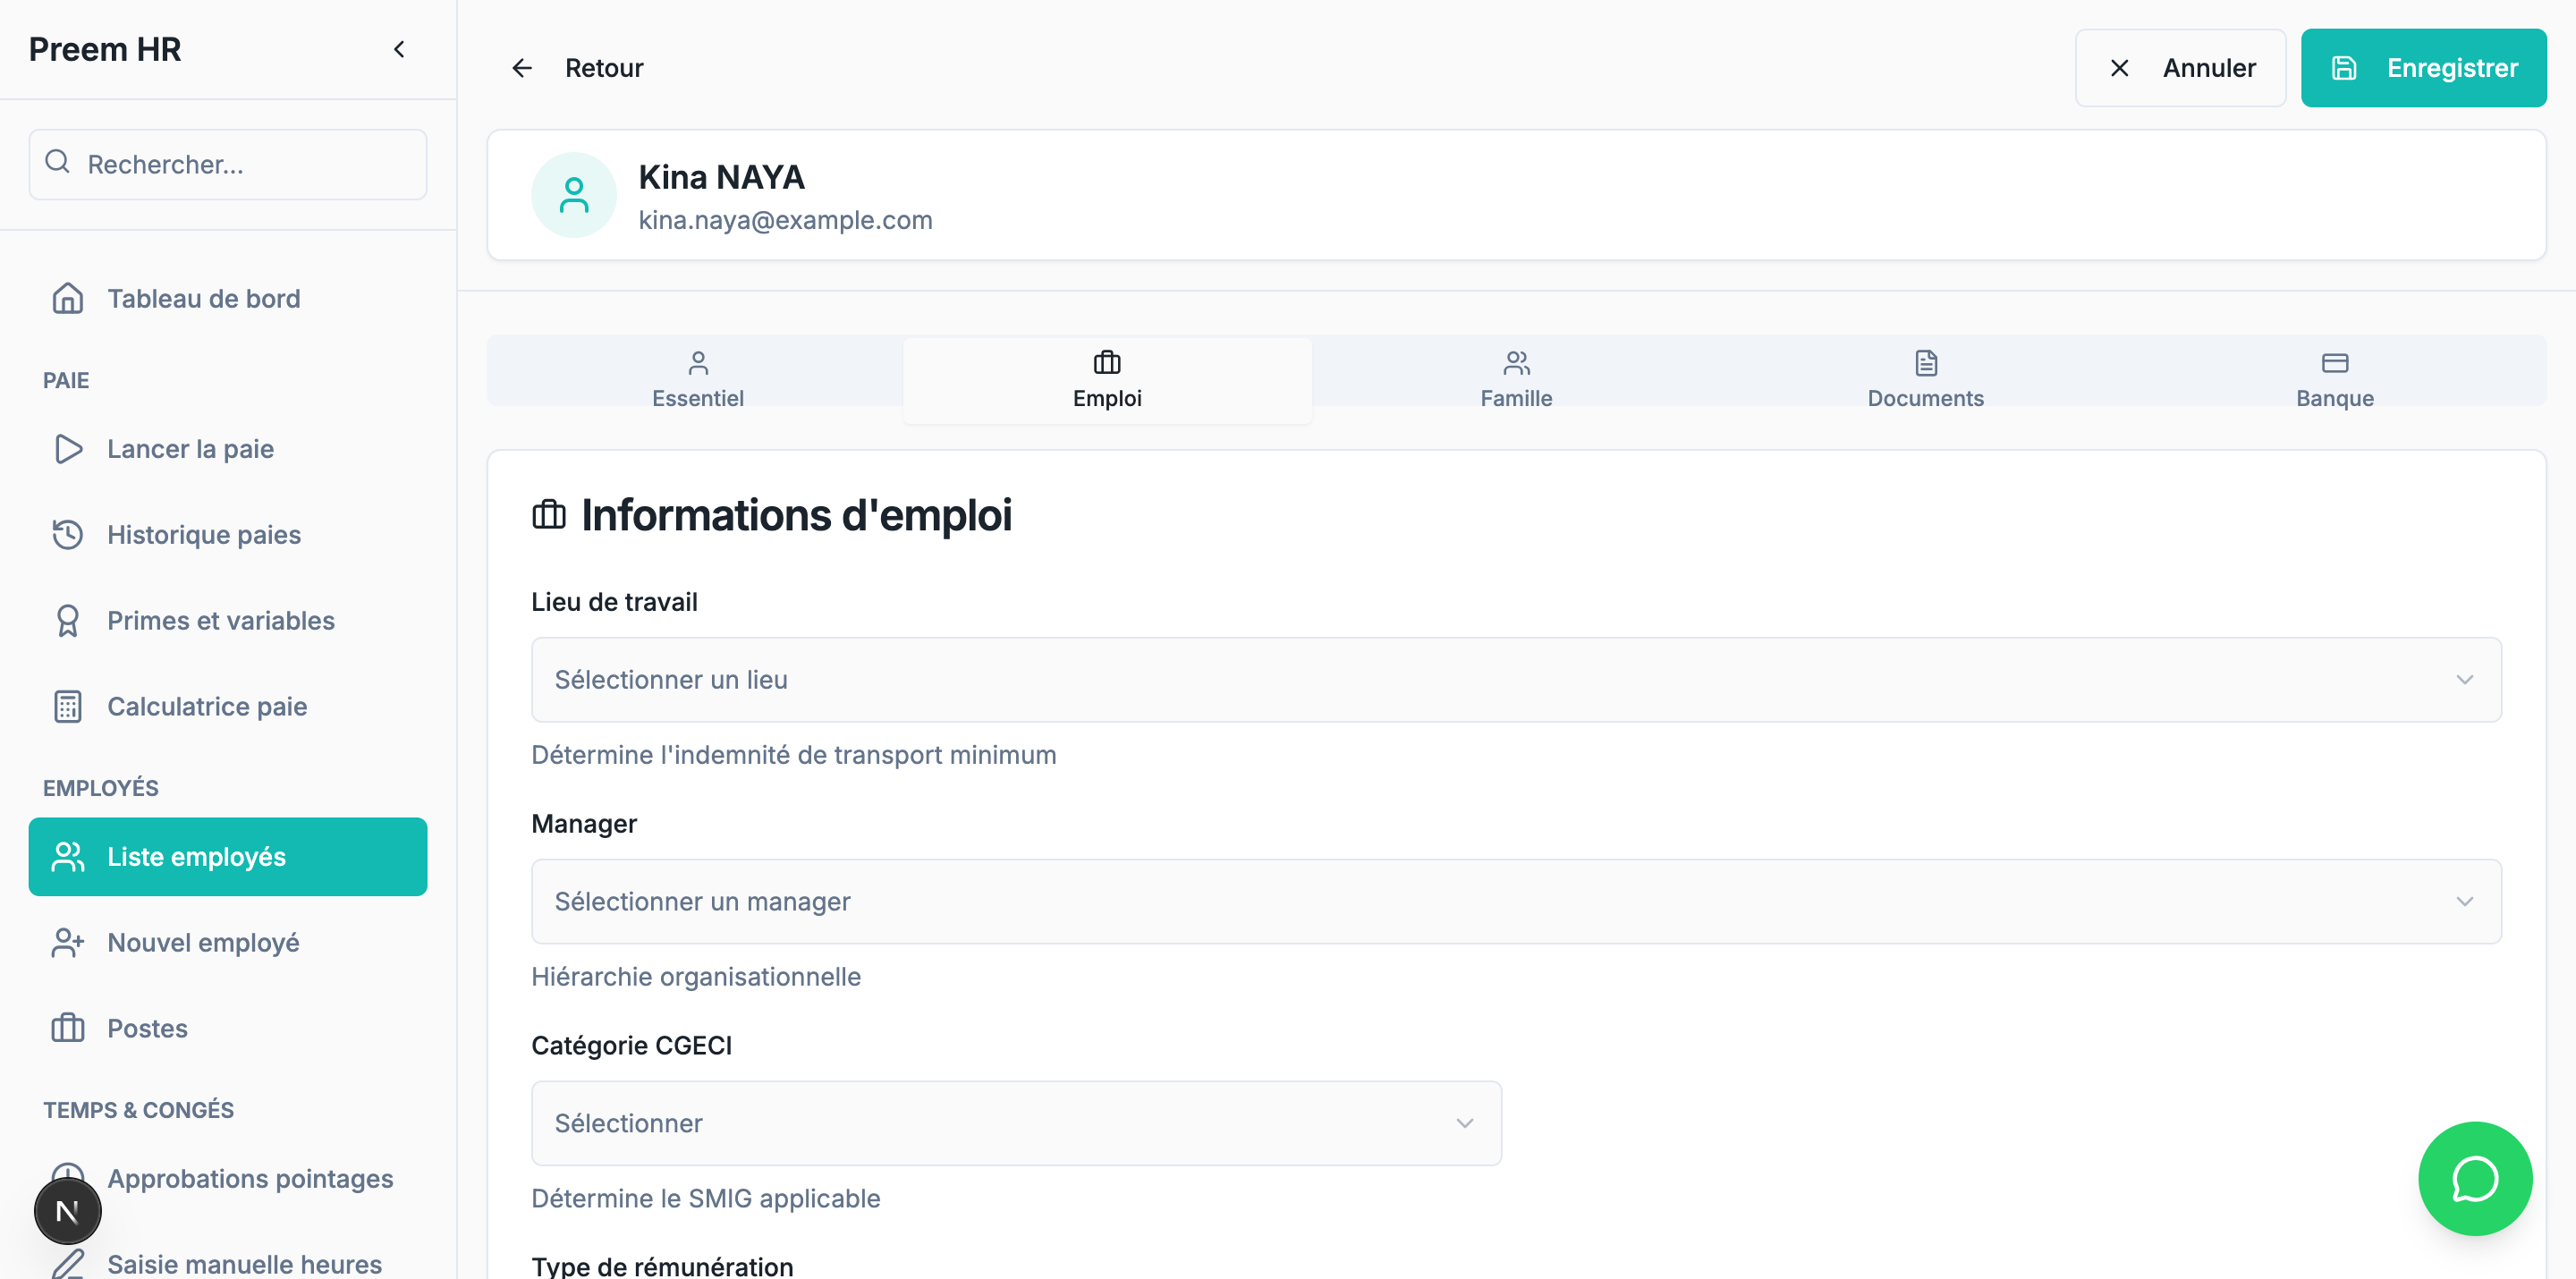 Preem HR
Rechercher...
Tableau de bord
PAIE
Lancer la paie
Historique paies
Primes et variables
Calculatrice paie
EMPLOYÉS
Liste employés
Nouvel employé
Postes
TEMPS & CONGÉS
Approbations pointages
N
Saisie manuelle heures
Retour
Annuler
Enregistrer
Kina NAYA
kina.naya@example.com
Essentiel
Emploi
Famille
Documents
Banque
Informations d'emploi
Lieu de travail
Sélectionner un lieu
Détermine l'indemnité de transport minimum
Manager
Sélectionner un manager
Hiérarchie organisationnelle
Catégorie CGECI
Sélectionner
Détermine le SMIG applicable
Type de rémunération